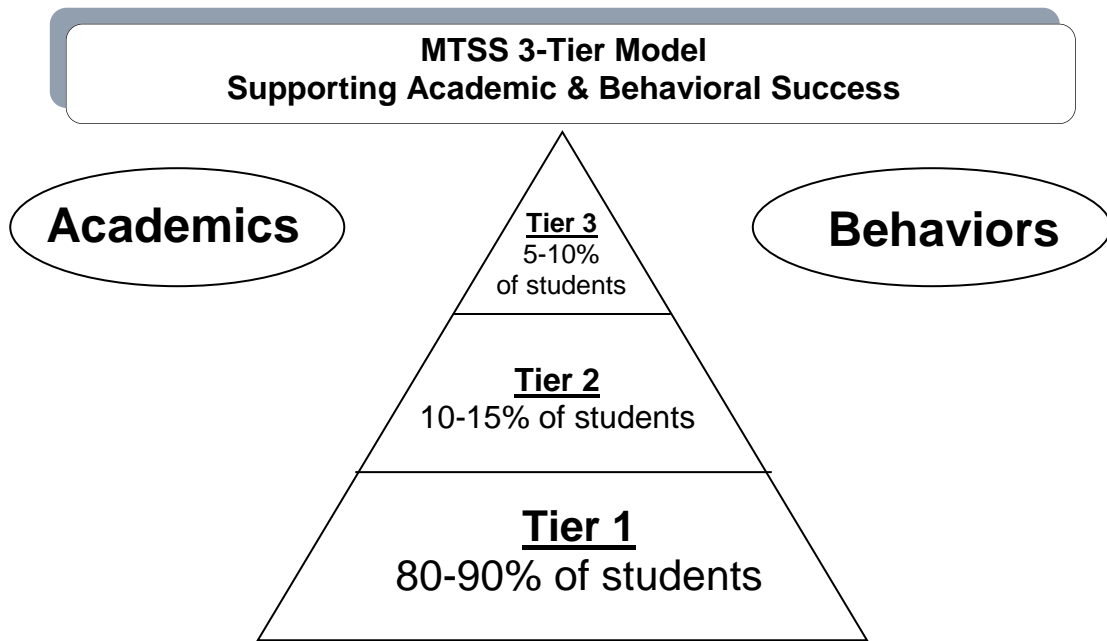 MTSS 3-Tier Model
Supporting Academic & Behavioral Success
Academics
Behaviors
Tier 3
5-10%
of students
Tier 2
10-15% of students
Tier 1
80-90% of students